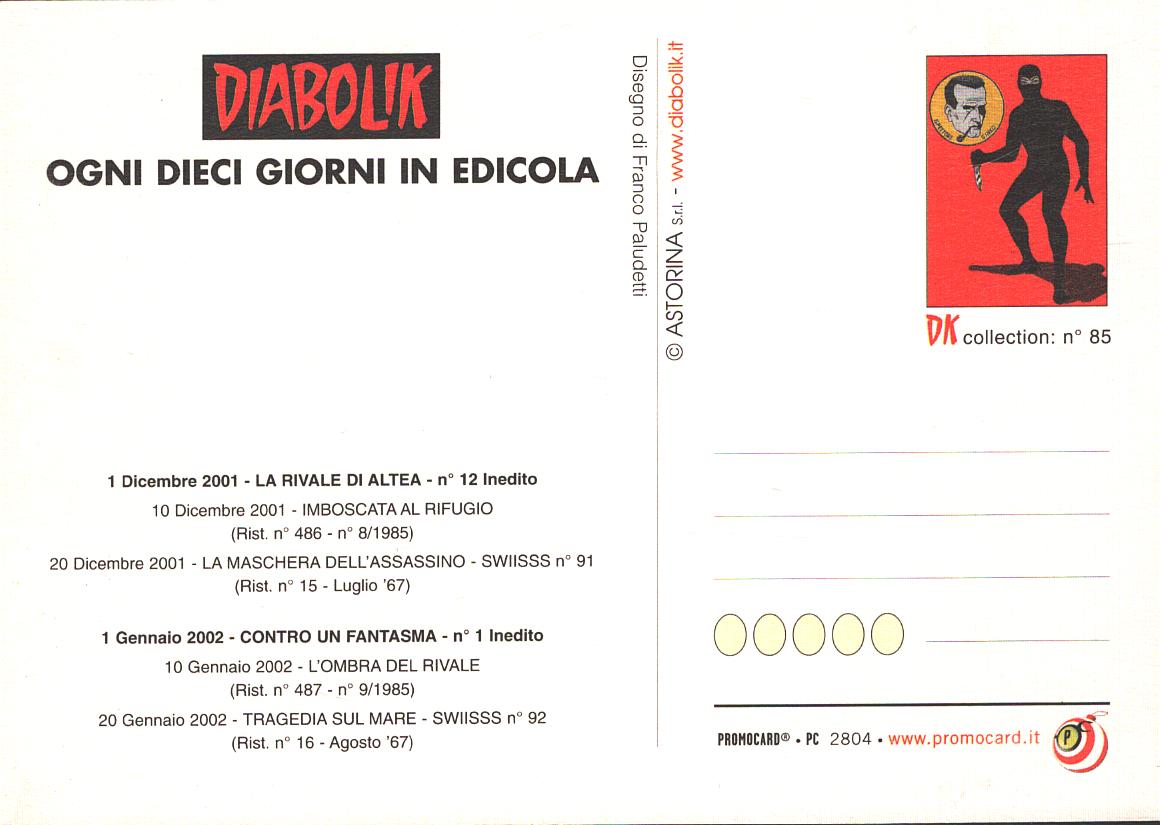 DIABOLIK
OGNI DIECI GIORNI IN EDICOLA
1 Dicembre 2001 - LA RIVALE DI ALTEA - n° 12 Inedito
10 Dicembre 2001 - IMBOSCATA AL RIFUGIO
(Rist. n° 486 - n° 8/1985)
20 Dicembre 2001 - LA MASCHERA DELL'ASSASSINO - SWIISSS n° 91
(Rist. n° 15 - Luglio '67)
1 Gennaio 2002 - CONTRO UN FANTASMA - n° 1 Inedito
10 Gennaio 2002 - L'OMBRA DEL RIVALE
(Rist. n° 487 - n° 9/1985)
20 Gennaio 2002 - TRAGEDIA SUL MARE - SWIISSS n° 92
(Rist. n° 16 - Agosto '67)
Disegno di Franco Paludetti
© ASTORINA s.r.l. - www.diabolik.it
DK collection: n° 85
PROMOCARD® • PC 2804 • www.promocard.it
P